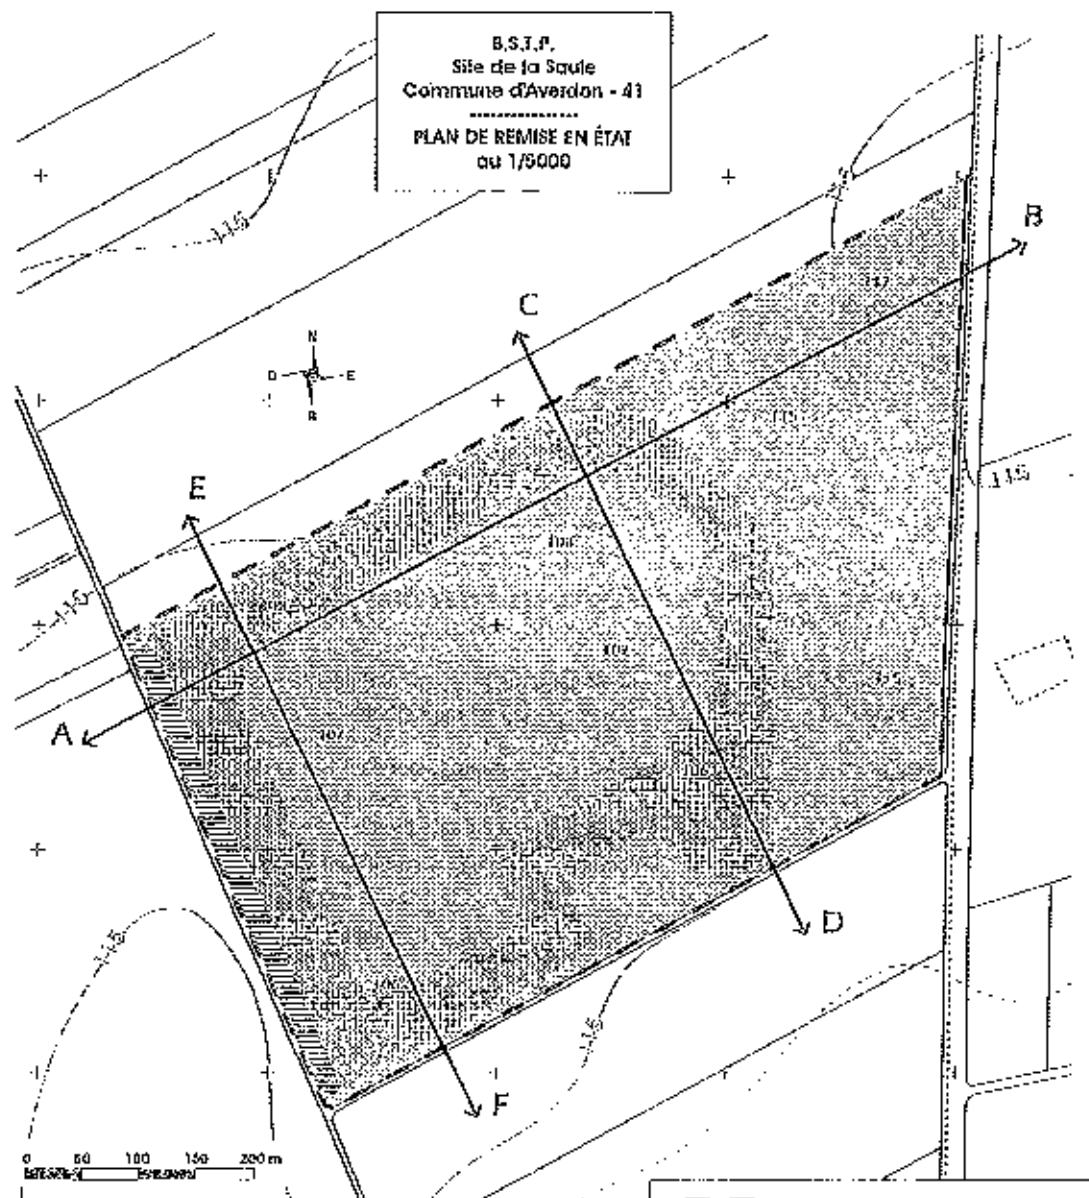 B.S.T.P.
Site de la Saule
Commune d'Averdon - 41
PLAN DE REMISE EN ÉTAT
au 1/5000
115
B
C
N
O
E
S
115
E
115
A
D
115
115
F
0 50 100 150 200 m